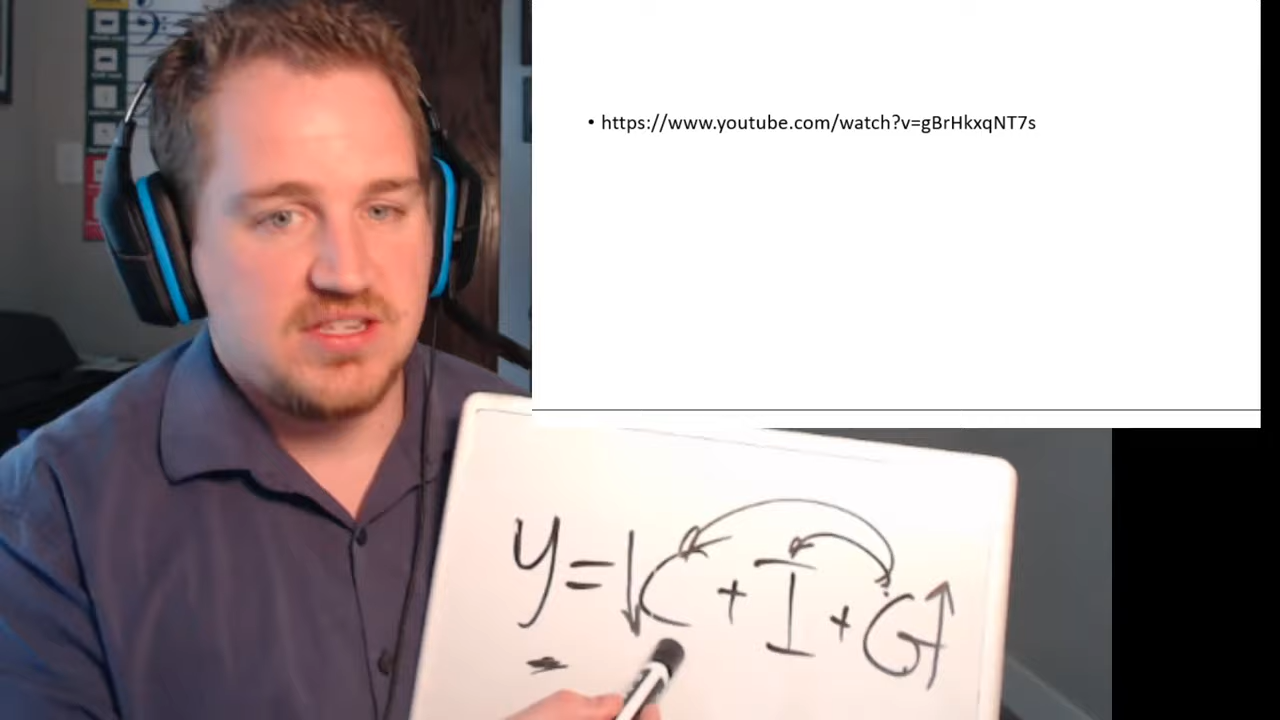 • https://www.youtube.com/watch?v=gBrHkxqNT7s
y = ↓C + I + G↑